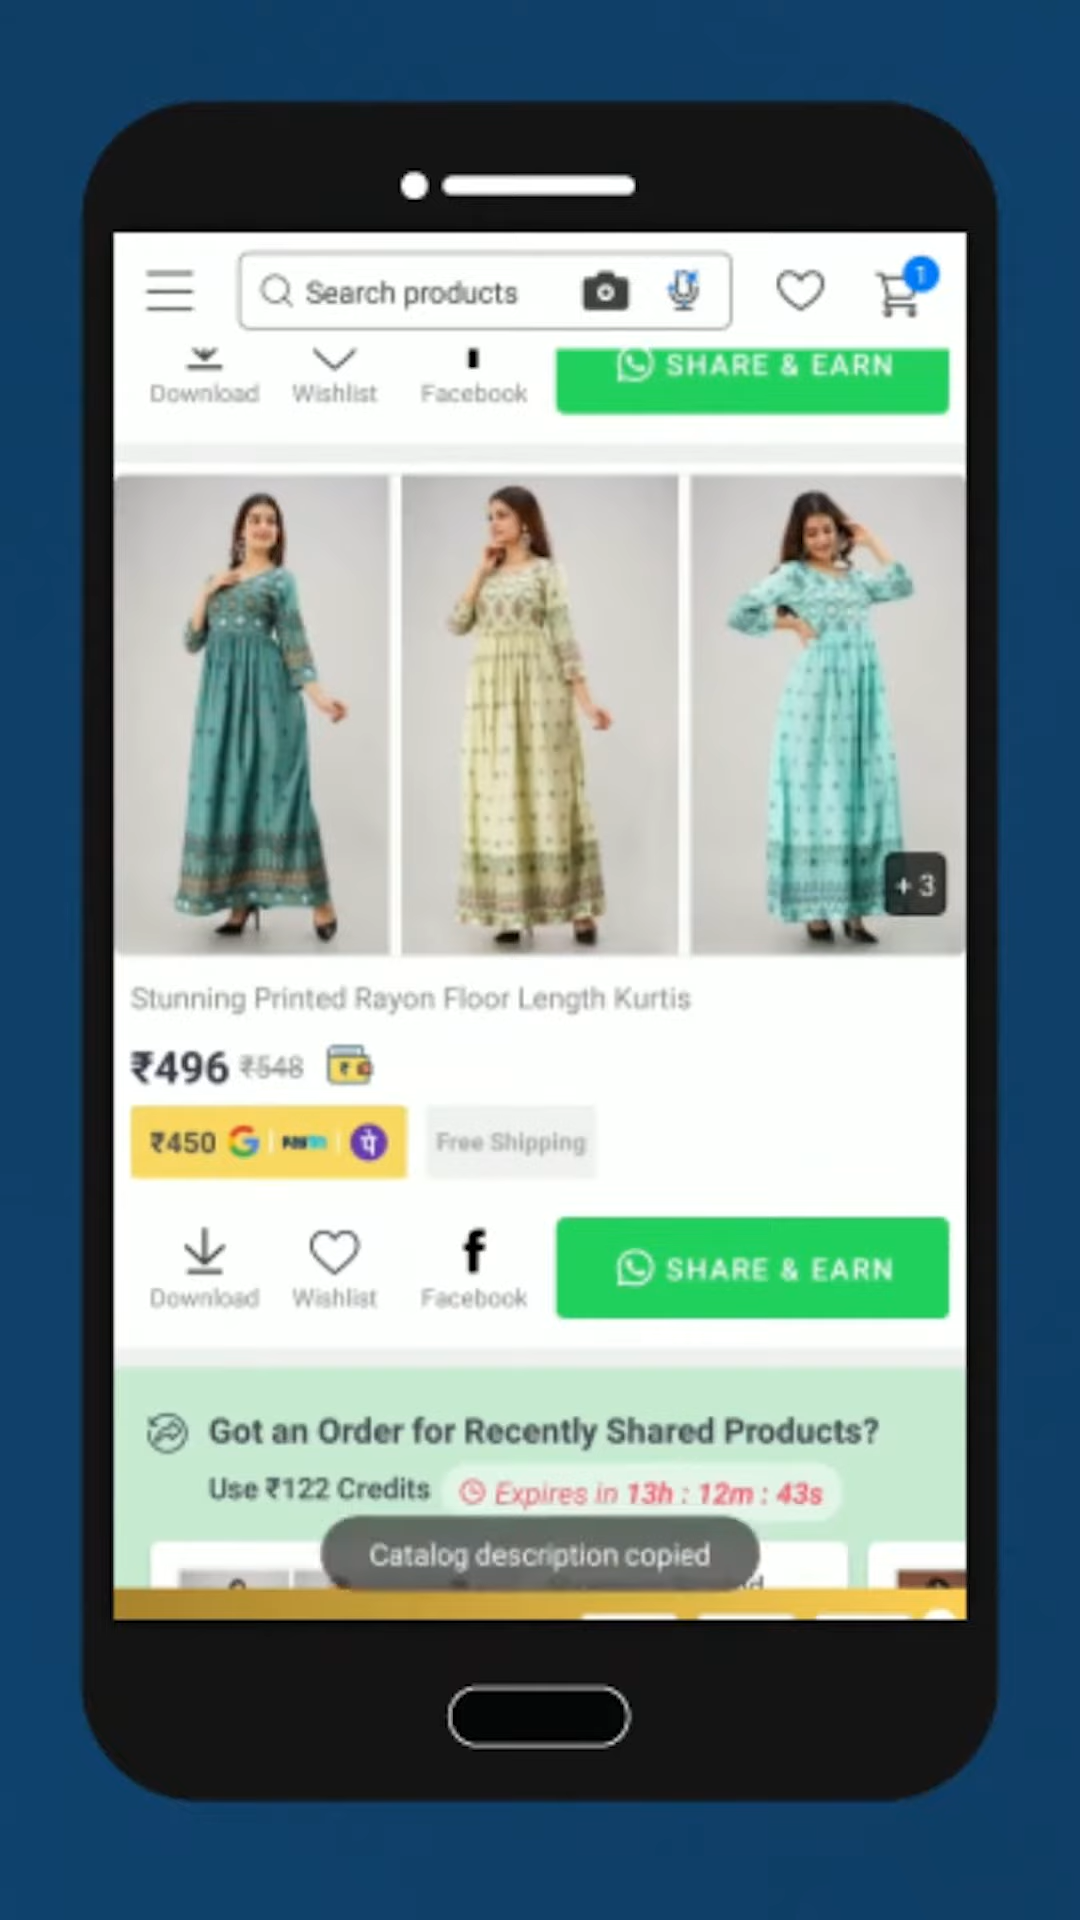 Search products
1
Download
Wishlist
Facebook
SHARE & EARN
+3
Stunning Printed Rayon Floor Length Kurtis
₹496 ₹548
₹450 G Paytm पे
Free Shipping
Download
Wishlist
f
Facebook
SHARE & EARN
Got an Order for Recently Shared Products?
Use ₹122 Credits
Expires in 13h : 12m : 43s
Catalog description copied